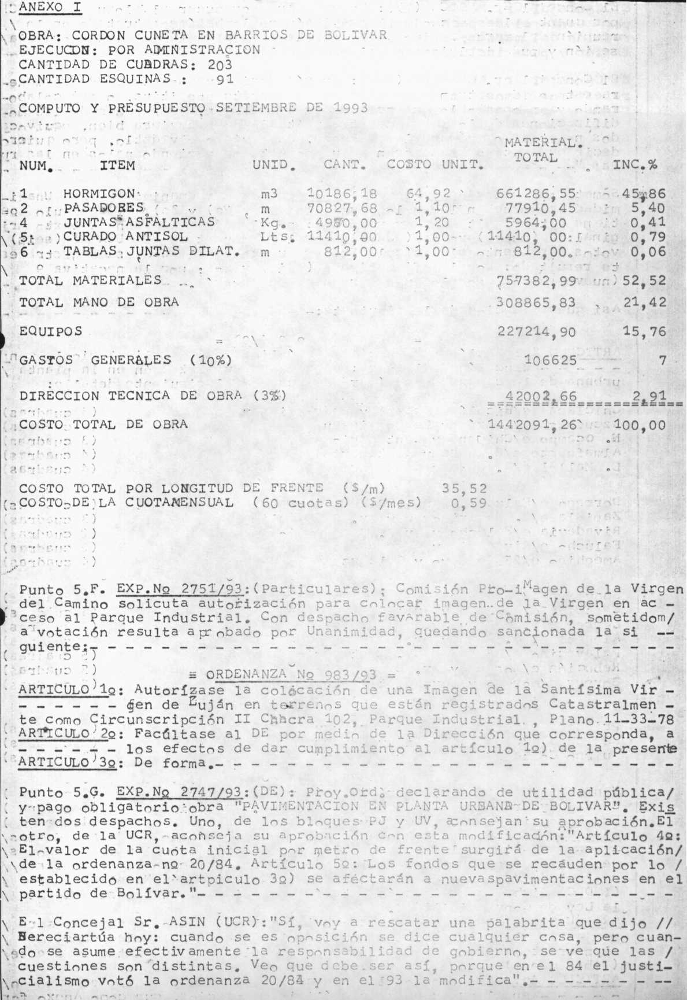 ANEXO I
OBRA: CORDON CUNETA EN BARRIOS DE BOLIVAR
EJECUCDN: POR ADMINISTRACION
CANTIDAD DE CUADRAS: 203
CANTIDAD ESQUINAS : 91
COMPUTO Y PRESUPUESTO SETIEMBRE DE 1993
MATERIAL.
NUM. ITEM UNID. CANT. COSTO UNIT. TOTAL INC.%
1 HORMIGON m3 10186,18 64,92 661286,55 45,86
2 PASADORES m 70827,68 1,10 77910,45 5,40
4 JUNTAS ASFALTICAS Kg. 4970,00 1,20 5964,00 0,41
5 CURADO ANTISOL Lts. 11410,00 1,00 11410,00 0,79
6 TABLAS JUNTAS DILAT. m 812,00 1,00 812,00 0,06
TOTAL MATERIALES 757382,99 52,52
TOTAL MANO DE OBRA 308865,83 21,42
- - - - - - - - - -
EQUIPOS 227214,90 15,76
GASTOS GENERALES (10%) 106625 7
DIRECCION TECNICA DE OBRA (3%) 42002,66 2,91
======================
COSTO TOTAL DE OBRA 1442091,26 100,00
COSTO TOTAL POR LONGITUD DE FRENTE ($/m) 35,52
COSTO DE LA CUOTAMENSUAL (60 cuotas) ($/mes) 0,59
Punto 5.F. EXP.Nº 2751/93:(Particulares); Comisión Pro-iMagen de la Virgen
del Camino solicuta autorización para colocar imagen de la Virgen en ac -
ceso al Parque Industrial. Con despacho favArable de Comisión, sometidom/
a votación resulta aprobado por Unanimidad, quedando sancionada la si --
guiente:- - - - - - - - - - - - - - - - - - - - - - - - - - - - -
= ORDENANZA Nº 983/93 =
ARTICULO 1º: Autorízase la colocación de una Imagen de la Santísima Vir -
- - - - - - gen de Luján en terrenos que están registrados Catastralmen -
te como Circunscripción II Chacra 102, Parque Industrial , Plano 11-33-78
ARTICULO 2º: Facúltase al DE por medio de la Dirección que corresponda, a
- - - - - - los efectos de dar cumplimiento al artículo 1º) de la presente
ARTICULO 3º: De forma.- - - - - - - - - - - - - - - - - - - - - - -
Punto 5.G. EXP.Nº 2747/93:(DE): Proy.Ord. declarando de utilidad pública/
y pago obligatorio obra "PAVIMENTACION EN PLANTA URBANA DE BOLIVAR". Exis
ten dos despachos. Uno, de los bloques PJ y UV, aconsejan su aprobación.El
otro, de la UCR, aconseja su aprobación con esta modificación:"Artículo 4º:
El valor de la cuota inicial por metro de frente surgirá de la aplicación/
de la ordenanza nº 20/84. Artículo 5º: Los fondos que se recauden por lo /
establecido en el artpiculo 3º) se afectarán a nuevaspavimentaciones en el
partido de Bolívar."- - - - - - - - - - - - - - - - - - - - - - - -
E l Concejal Sr. ASIN (UCR):"Sí, voy a rescatar una palabrita que dijo //
Bereciartúa hoy: cuando se es oposición se dice cualquier cosa, pero cuan-
do se asume efectivamente la responsabilidad de gobierno, se ve que las /
cuestiones son distintas. Veo que debe ser así, porque en el 84 el justi-
cialismo votó la ordenanza 20/84 y en el 93 la modifica".- - - - - - - --